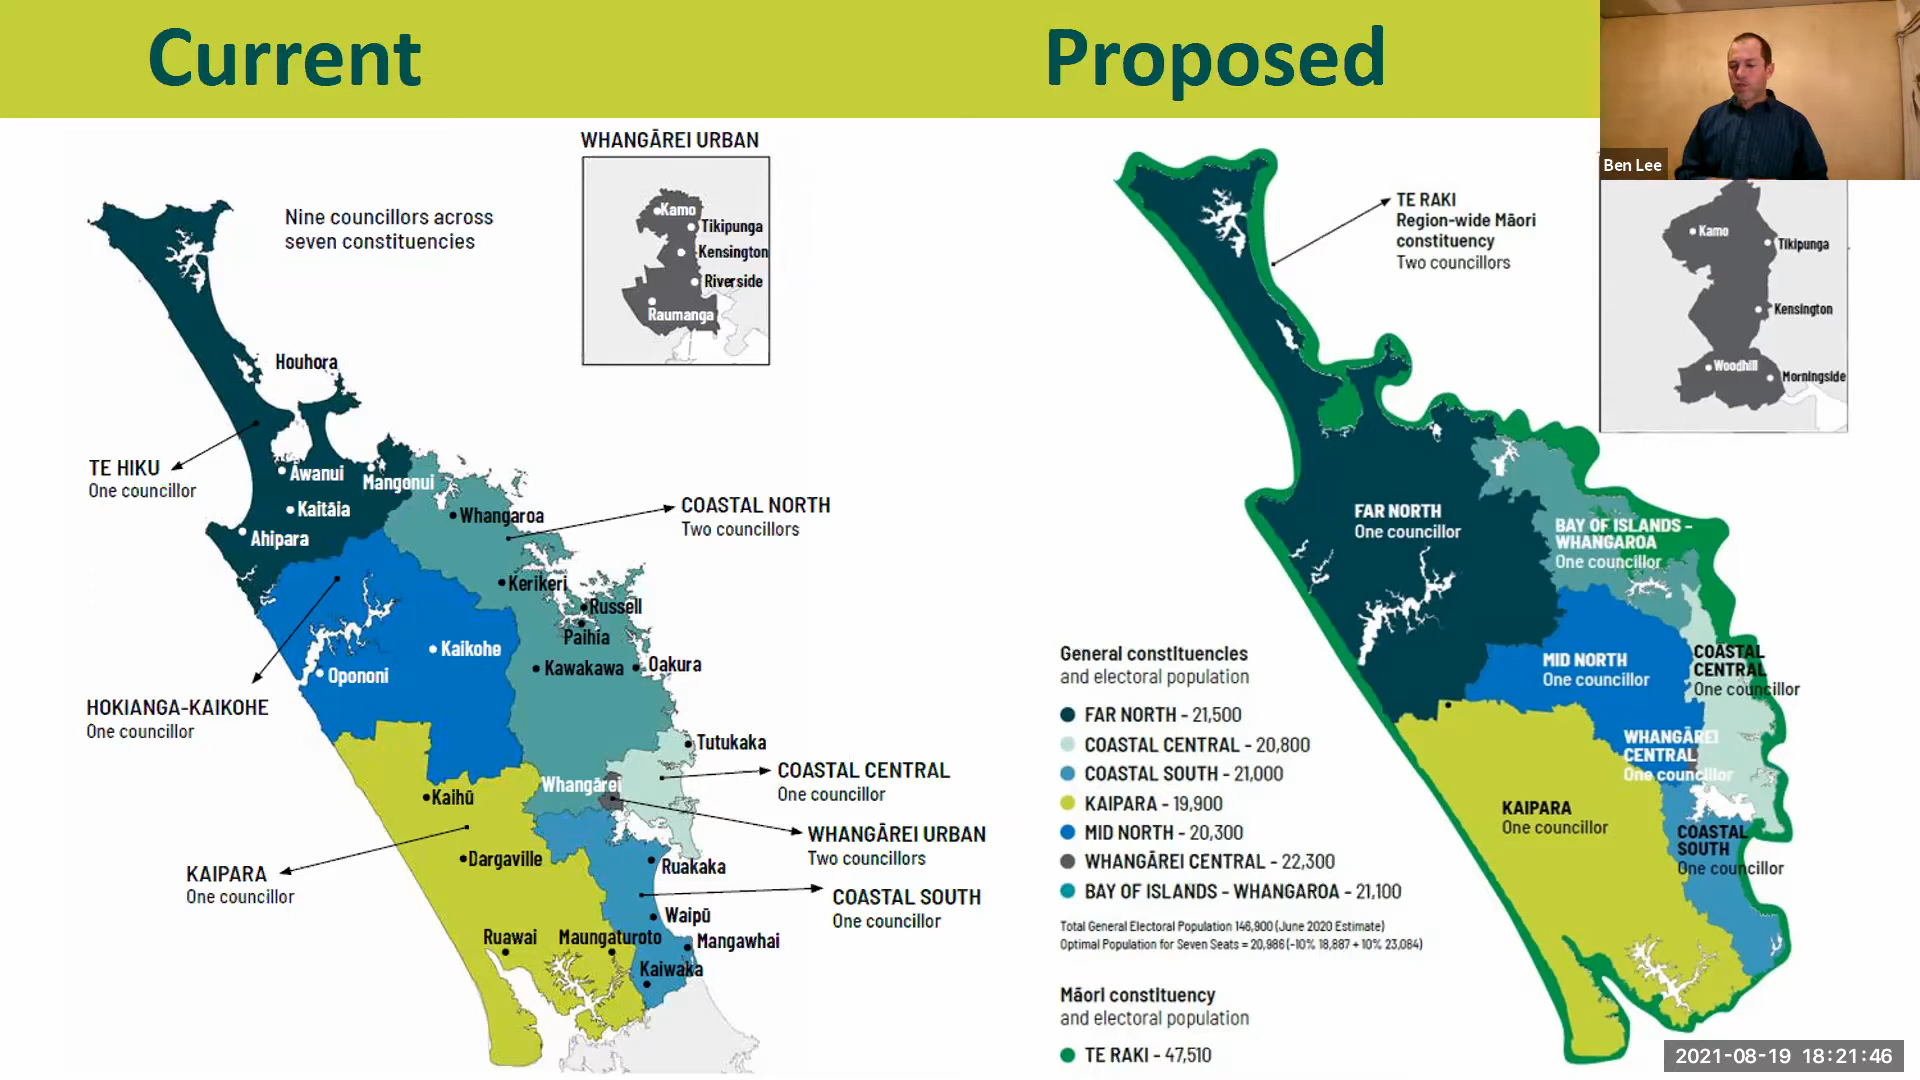 Current
Proposed
Ben Lee
WHANGĀREI URBAN
Kamo
Tikipunga
Kensington
Riverside
Raumanga
Nine councillors across
seven constituencies
Houhora
TE HIKU
One councillor
Awanui
Mangonui
Kaitāia
Ahipara
COASTAL NORTH
Two councillors
Whangaroa
Kerikeri
Russell
Paihia
Kaikohe
Kawakawa
Oakura
Opononi
HOKIANGA-KAIKOHE
One councillor
Tutukaka
COASTAL CENTRAL
One councillor
Whangārei
Kaihū
WHANGĀREI URBAN
Two councillors
Dargaville
Ruakaka
KAIPARA
One councillor
COASTAL SOUTH
One councillor
Waipū
Ruawai
Maungaturoto
Mangawhai
Kaiwaka
TE RAKI
Region-wide Māori
constituency
Two councillors
Kamo
Tikipunga
Kensington
Woodhill
Morningside
FAR NORTH
One councillor
BAY OF ISLANDS -
WHANGAROA
One councillor
MID NORTH
One councillor
COASTAL
CENTRAL
One councillor
WHANGĀREI
CENTRAL
One councillor
KAIPARA
One councillor
COASTAL
SOUTH
One councillor
General constituencies
and electoral population
FAR NORTH - 21,500
COASTAL CENTRAL - 20,800
COASTAL SOUTH - 21,000
KAIPARA - 19,900
MID NORTH - 20,300
WHANGĀREI CENTRAL - 22,300
BAY OF ISLANDS - WHANGAROA - 21,100
Total General Electoral Population 146,900 (June 2020 Estimate)
Optimal Population for Seven Seats = 20,986 (-10% 18,887 + 10% 23,084)
Māori constituency
and electoral population
TE RAKI - 47,510
2021-08-19 18:21:46